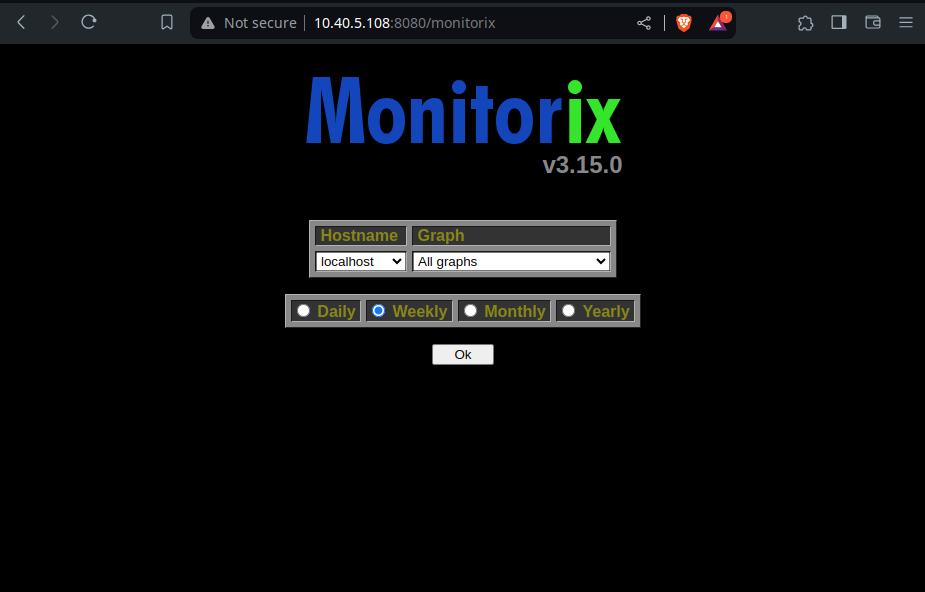 Not secure 10.40.5.108:8080/monitorix
Monitorix
v3.15.0
Hostname Graph
localhost All graphs
Daily Weekly Monthly Yearly
Ok